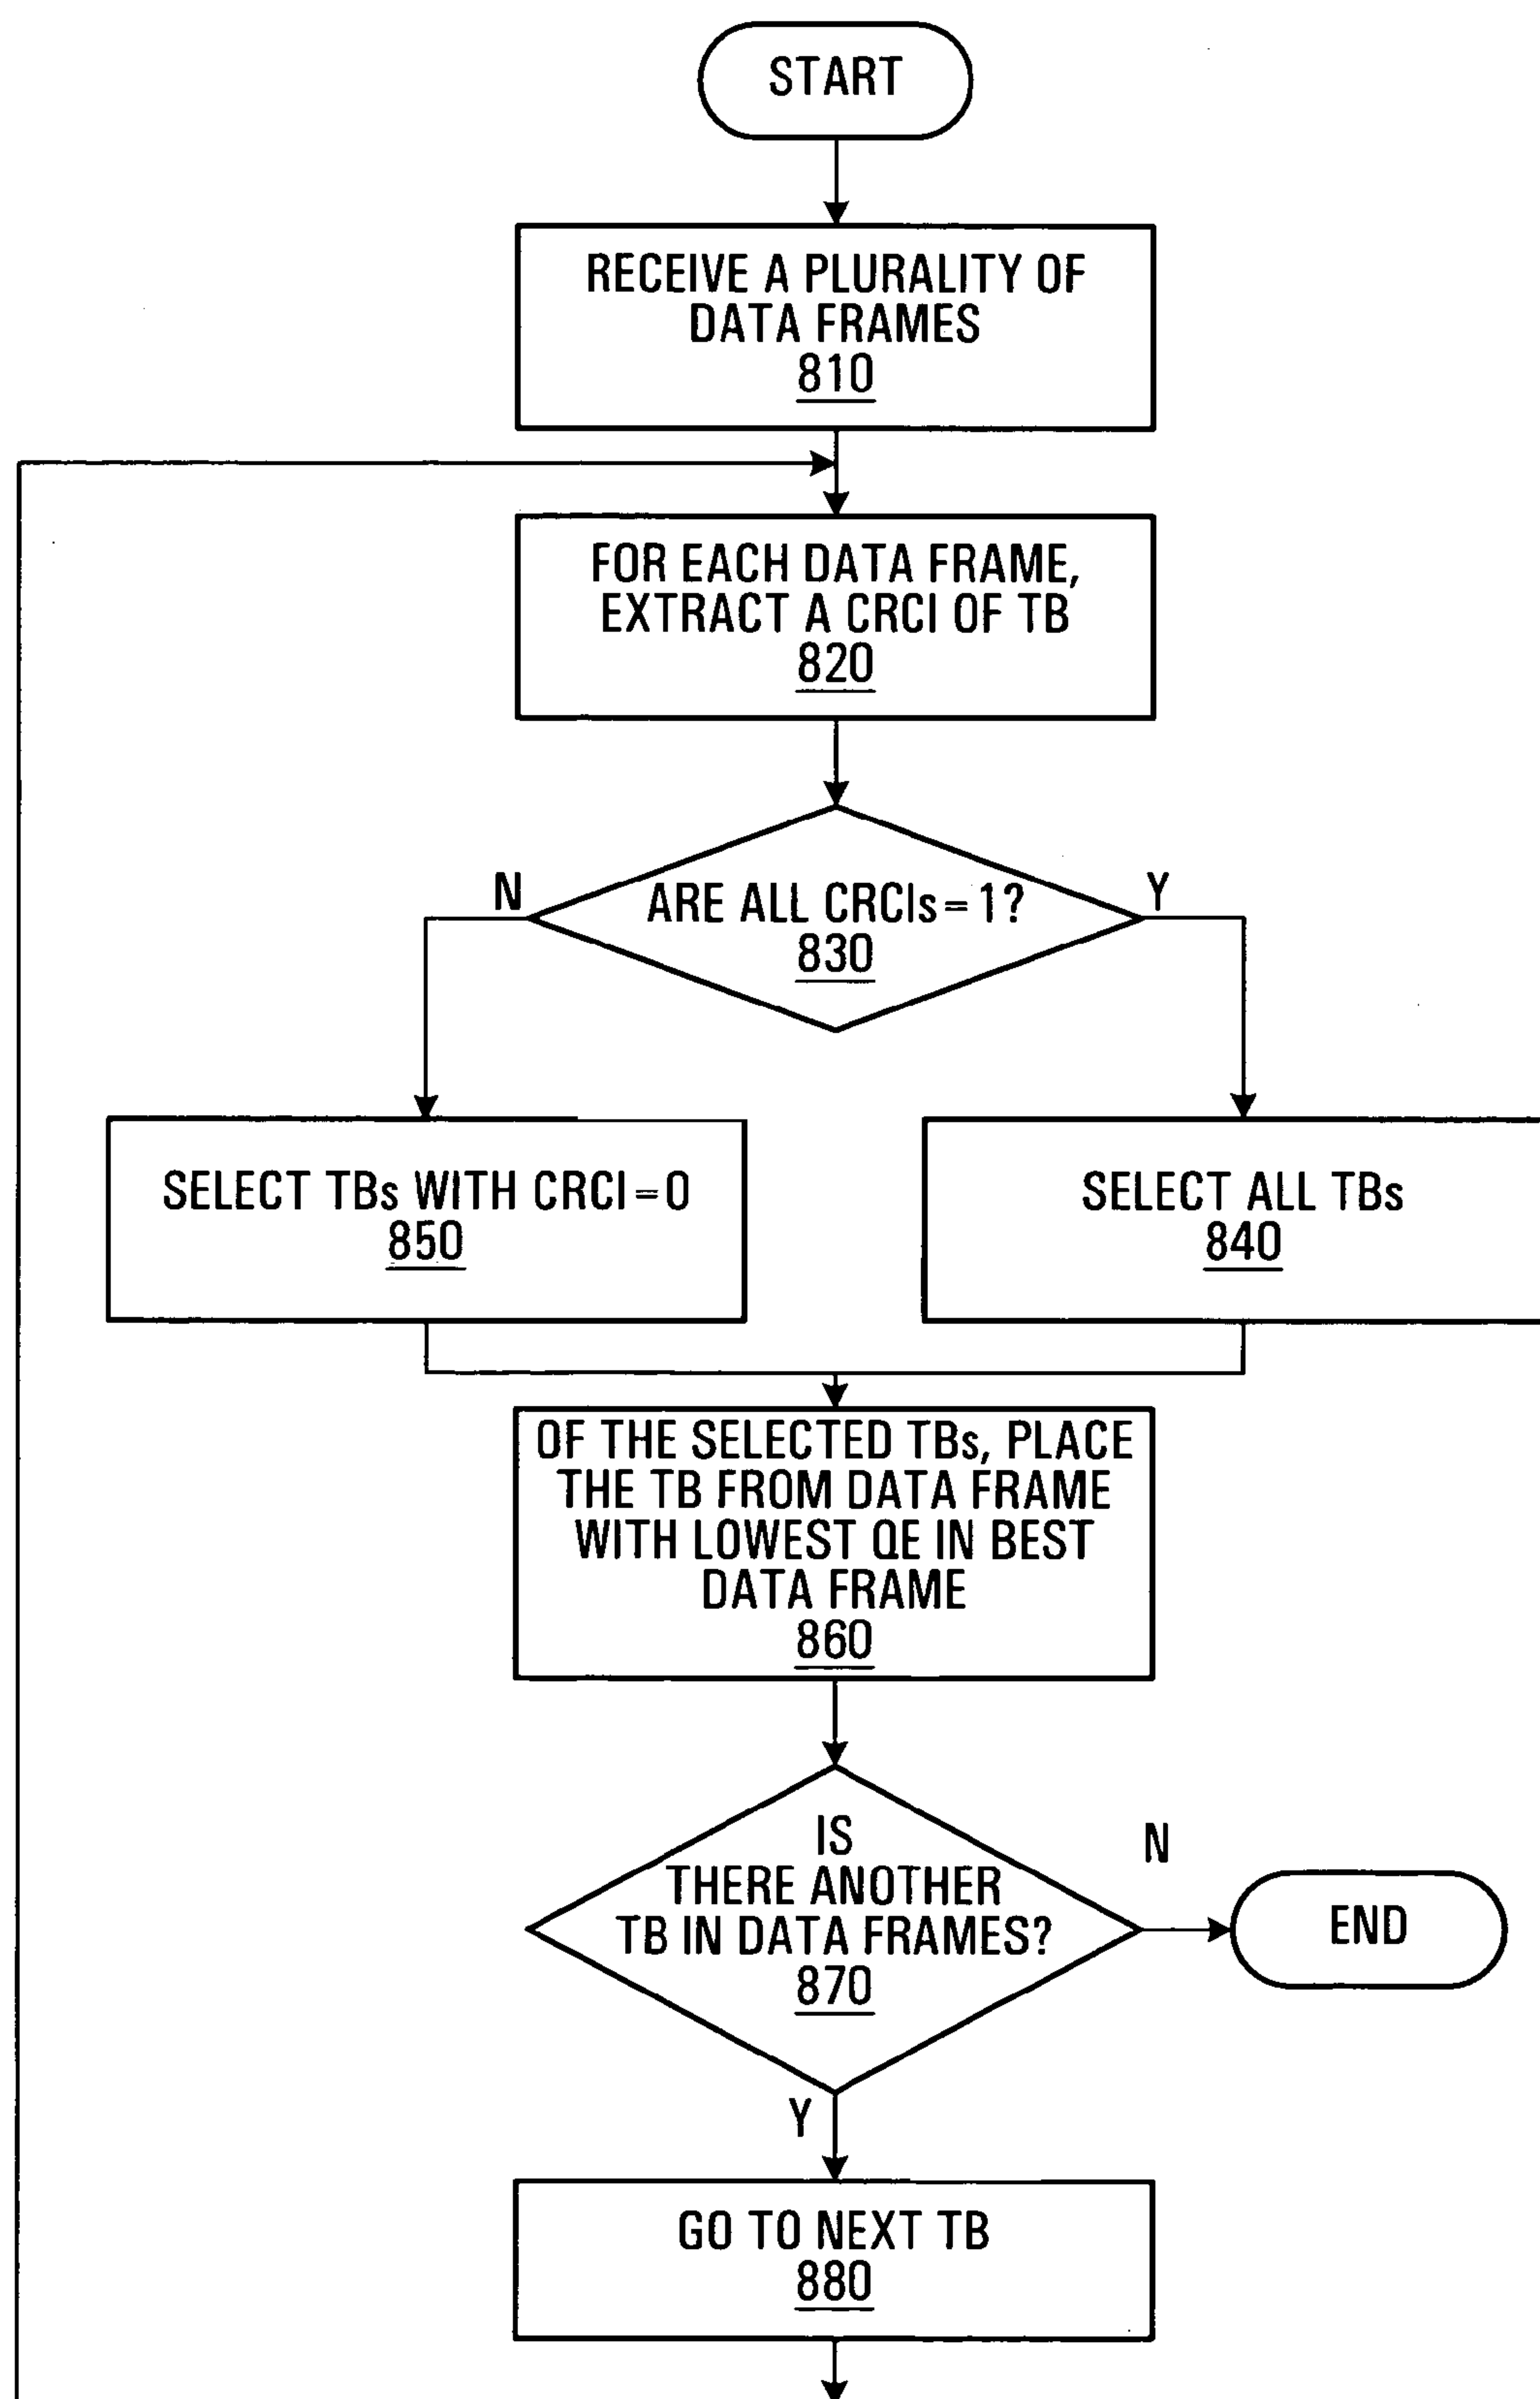 START
RECEIVE A PLURALITY OF
DATA FRAMES
810
FOR EACH DATA FRAME,
EXTRACT A CRCI OF TB
820
N
ARE ALL CRCIs = 1?
830
Y
SELECT TBs WITH CRCI = 0
850
SELECT ALL TBs
840
OF THE SELECTED TBs, PLACE
THE TB FROM DATA FRAME
WITH LOWEST QE IN BEST
DATA FRAME
860
IS
THERE ANOTHER
TB IN DATA FRAMES?
870
N
END
Y
GO TO NEXT TB
880